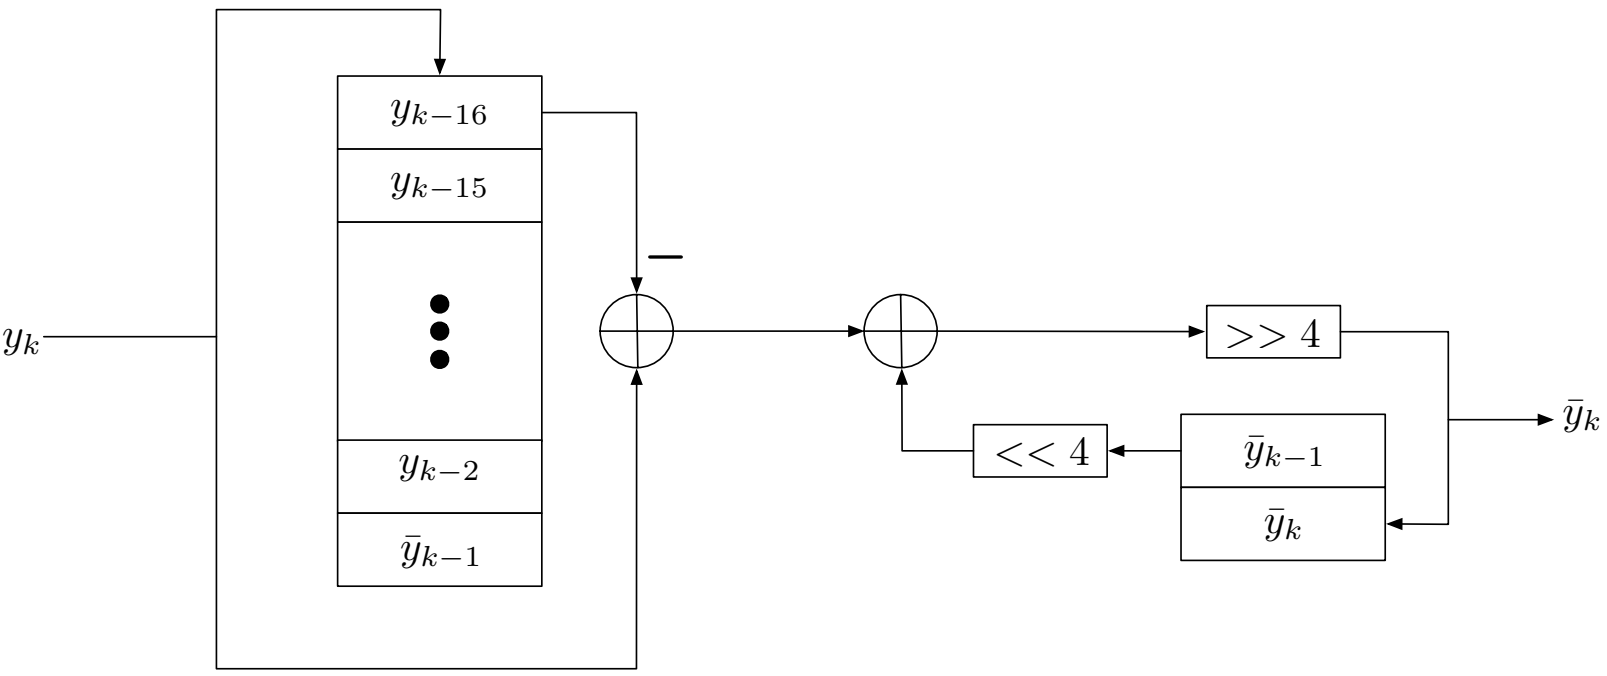 y_{k-16}
y_{k-15}
−
y_k
>> 4
ȳ_k
y_{k-2}
<< 4
ȳ_{k-1}
ȳ_k
ȳ_{k-1}